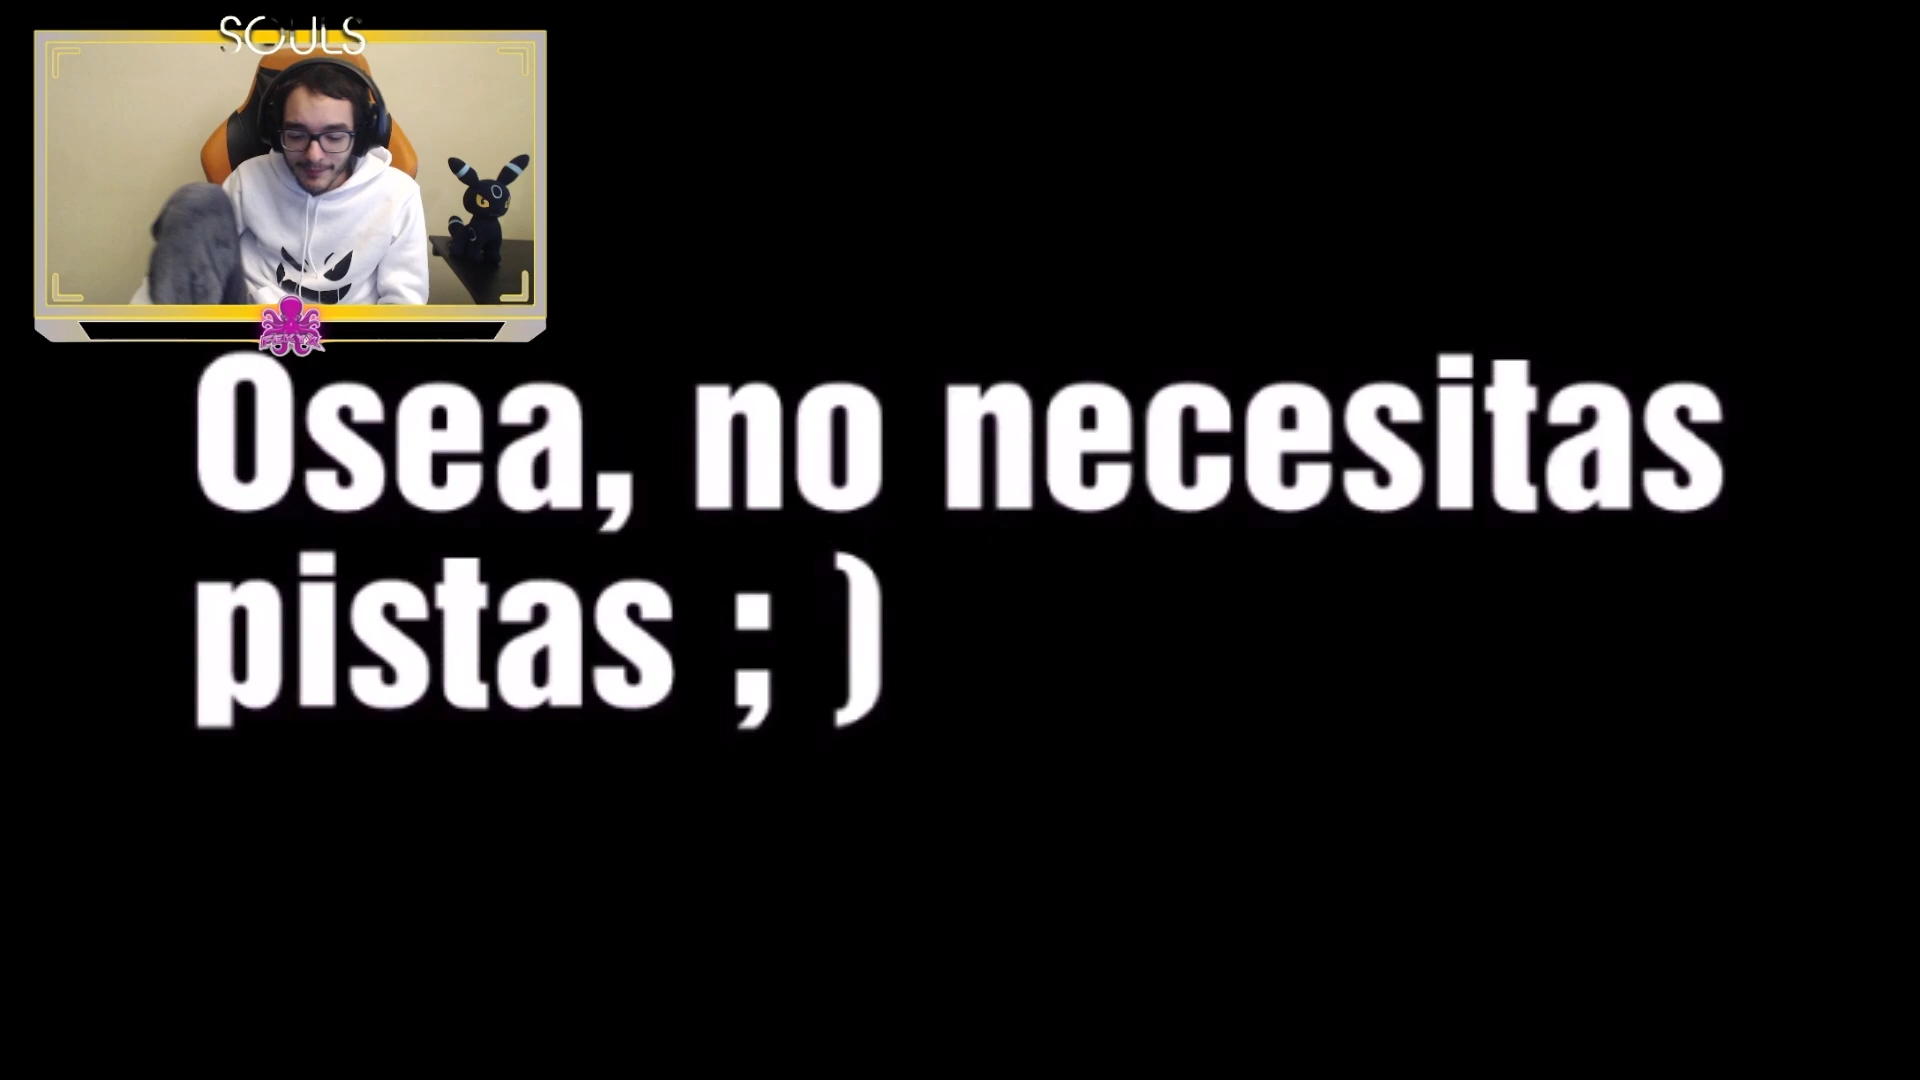 SOULS
Osea, no necesitas
pistas ; )